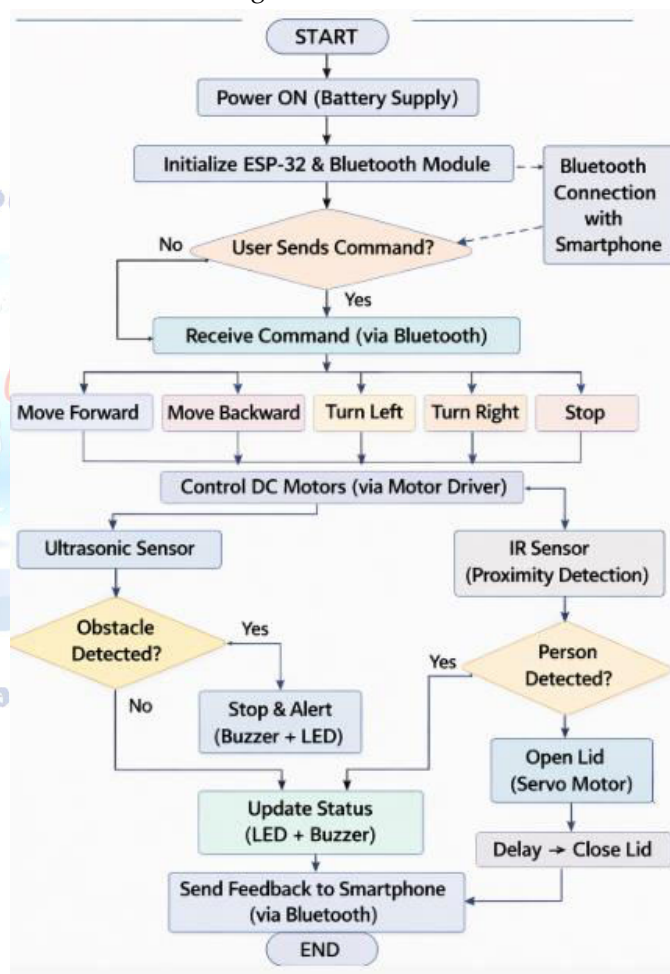 START
Power ON (Battery Supply)
Initialize ESP-32 & Bluetooth Module
Bluetooth
Connection
with
Smartphone
User Sends Command?
No
Yes
Receive Command (via Bluetooth)
Move Forward
Move Backward
Turn Left
Turn Right
Stop
Control DC Motors (via Motor Driver)
Ultrasonic Sensor
IR Sensor
(Proximity Detection)
Obstacle
Detected?
Yes
No
Stop & Alert
(Buzzer + LED)
Person
Detected?
Yes
Open Lid
(Servo Motor)
Update Status
(LED + Buzzer)
Delay → Close Lid
Send Feedback to Smartphone
(via Bluetooth)
END